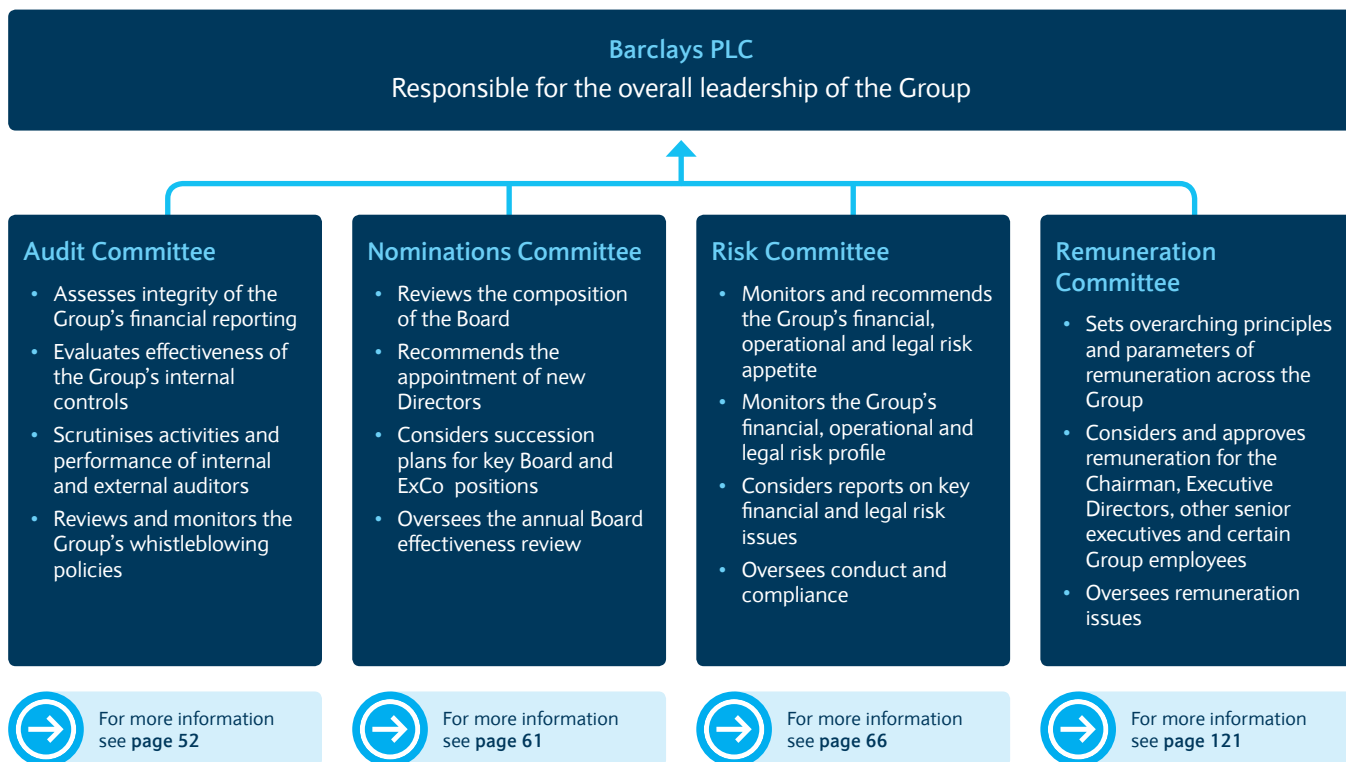 Barclays PLC
Responsible for the overall leadership of the Group
Audit Committee
• Assesses integrity of the
Group’s financial reporting
• Evaluates effectiveness of
the Group’s internal
controls
• Scrutinises activities and
performance of internal
and external auditors
• Reviews and monitors the
Group’s whistleblowing
policies
For more information
see page 52
Nominations Committee
• Reviews the composition
of the Board
• Recommends the
appointment of new
Directors
• Considers succession
plans for key Board and
ExCo positions
• Oversees the annual Board
effectiveness review
For more information
see page 61
Risk Committee
• Monitors and recommends
the Group’s financial,
operational and legal risk
appetite
• Monitors the Group’s
financial, operational and
legal risk profile
• Considers reports on key
financial and legal risk
issues
• Oversees conduct and
compliance
For more information
see page 66
Remuneration
Committee
• Sets overarching principles
and parameters of
remuneration across the
Group
• Considers and approves
remuneration for the
Chairman, Executive
Directors, other senior
executives and certain
Group employees
• Oversees remuneration
issues
For more information
see page 121